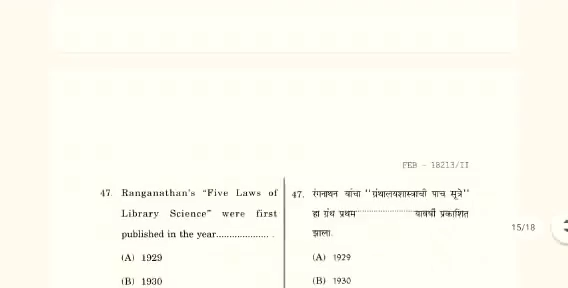 FEB - 18213/II
47. Ranganathan's "Five Laws of
Library Science" were first
published in the year..................... .
(A) 1929
(B) 1930
47. रंगनाथन यांचा ''ग्रंथालयशास्त्राची पाच सूत्रे''
हा ग्रंथ प्रथम ..................... यावर्षी प्रकाशित
झाला.
(A) 1929
(B) 1930
15/18